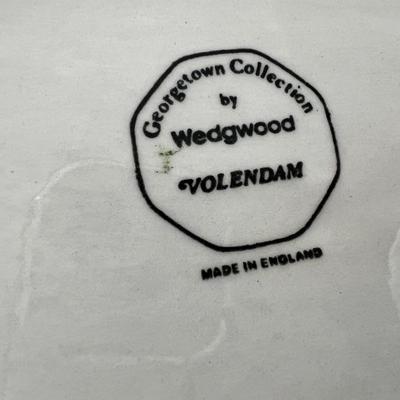 Georgetown Collection
by
Wedgwood
VOLENDAM
MADE IN ENGLAND